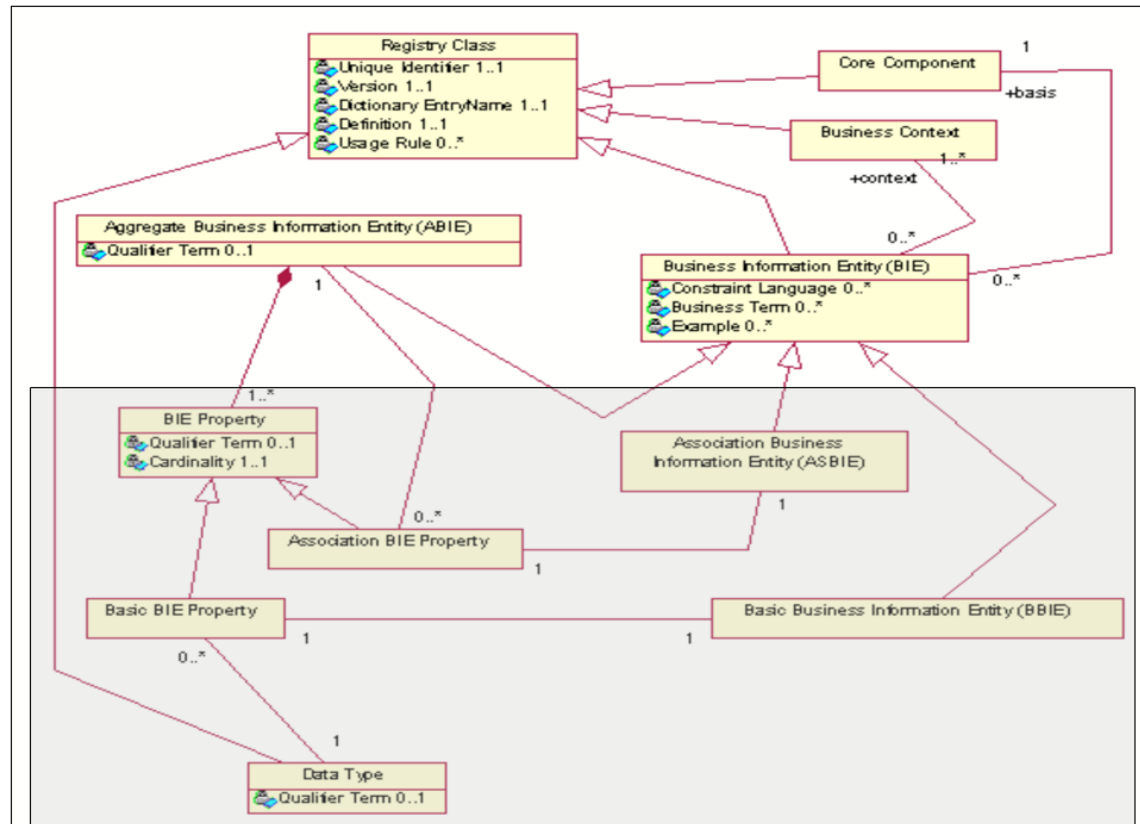 Registry Class
Unique Identifier 1..1
Version 1..1
Dictionary EntryName 1..1
Definition 1..1
Usage Rule 0..*
1
Core Component
+basis
Business Context
1..*
+context
Aggregate Business Information Entity (ABIE)
Qualifier Term 0..1
1
0..*
Business Information Entity (BIE)
Constraint Language 0..*
Business Term 0..*
Example 0..*
0..*
1..*
BIE Property
Qualifier Term 0..1
Cardinality 1..1
Association Business
Information Entity (ASBIE)
1
0..*
Association BIE Property
1
Basic BIE Property
1
1
Basic Business Information Entity (BBIE)
0..*
1
Data Type
Qualifier Term 0..1